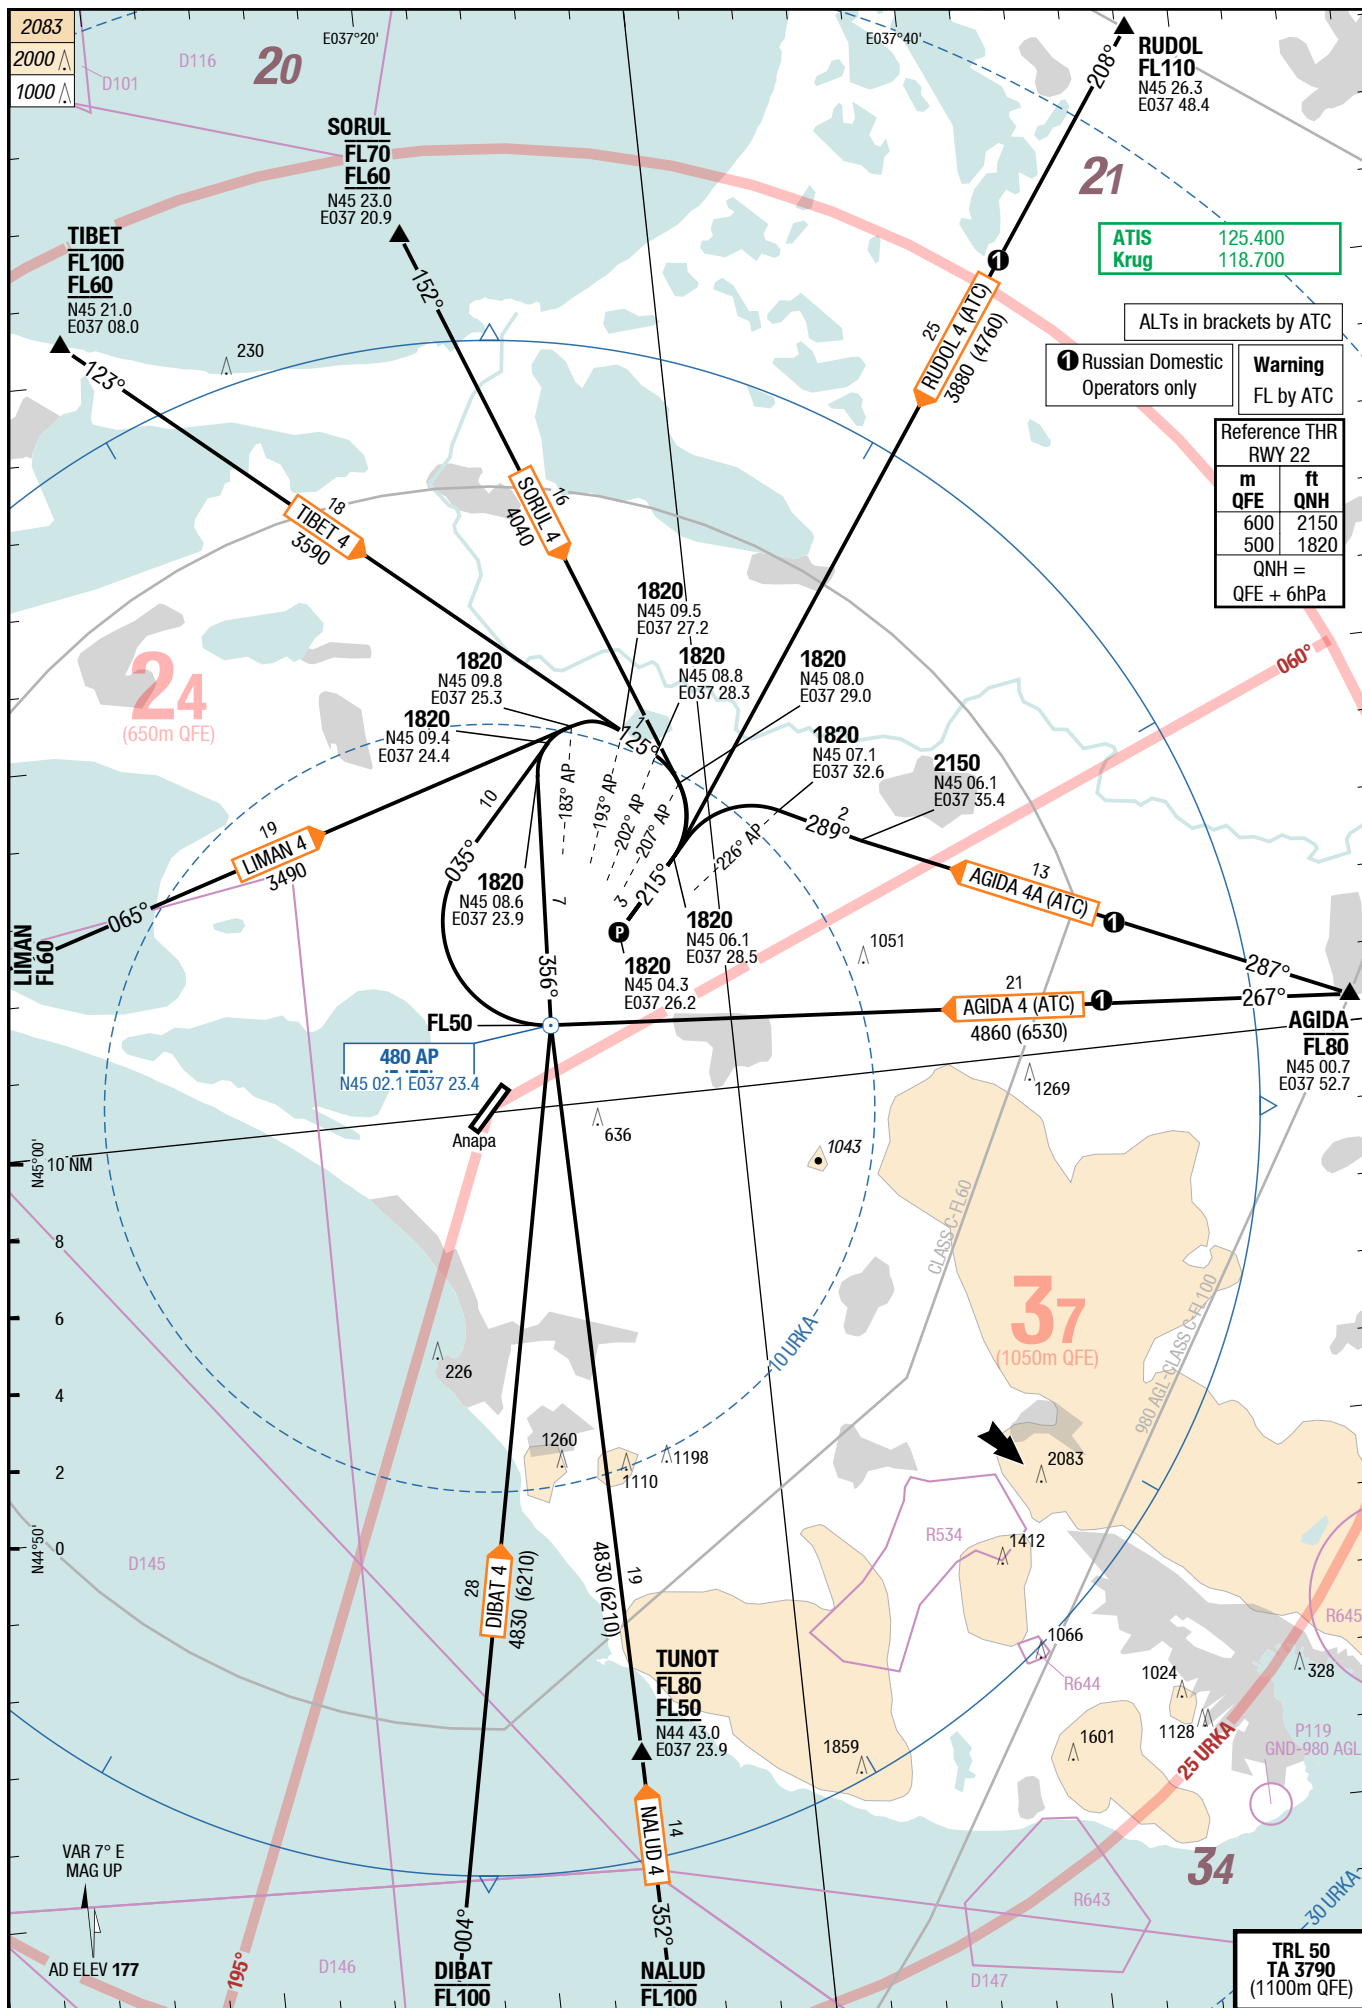 2083
2000
1000
D101
D116
E037°20'
20
E037°40'
RUDOL
FL110
N45 26.3
E037 48.4
208°
21
SORUL
FL70
FL60
N45 23.0
E037 20.9
152°
TIBET
FL100
FL60
N45 21.0
E037 08.0
123°
230
ATIS 125.400
Krug 118.700
ALTs in brackets by ATC
1 Russian Domestic
Operators only
Warning
FL by ATC
Reference THR
RWY 22
m ft
QFE QNH
600 2150
500 1820
QNH =
QFE + 6hPa
1
25
RUDOL 4 (ATC)
3880 (4760)
16
SORUL 4
4040
18
TIBET 4
3590
24
(650m QFE)
060°
1820
N45 09.5
E037 27.2
1820
N45 09.8
E037 25.3
1820
N45 08.8
E037 28.3
1820
N45 08.0
E037 29.0
1820
N45 09.4
E037 24.4
1820
N45 07.1
E037 32.6
2150
N45 06.1
E037 35.4
7
125°
183° AP
193° AP
202° AP
207° AP
226° AP
2
289°
10
19
LIMAN 4
3490
035°
065°
LIMAN
FL60
1820
N45 08.6
E037 23.9
7
356°
3
215°
P
1820
N45 06.1
E037 28.5
1820
N45 04.3
E037 26.2
1051
13
AGIDA 4A (ATC)
1
287°
21
AGIDA 4 (ATC)
1
4860 (6530)
267°
AGIDA
FL80
N45 00.7
E037 52.7
FL50
480 AP
N45 02.1 E037 23.4
1269
636
Anapa
1043
N45°00'
10 NM
8
6
4
2
0
N44°50'
CLASS C-FL60
37
(1050m QFE)
980 AGL-CLASS C-FL100
10 URKA
226
1260
1110
1198
2083
R534
1412
D145
28
DIBAT 4
4830 (6210)
19
4830 (6210)
R645
1066
R644
1024
328
1128
P119
GND-980 AGL
TUNOT
FL80
FL50
N44 43.0
E037 23.9
1859
1601
25 URKA
14
NALUD 4
34
VAR 7° E
MAG UP
R643
30 URKA
AD ELEV 177
195°
D146
004°
DIBAT
FL100
352°
NALUD
FL100
D147
TRL 50
TA 3790
(1100m QFE)